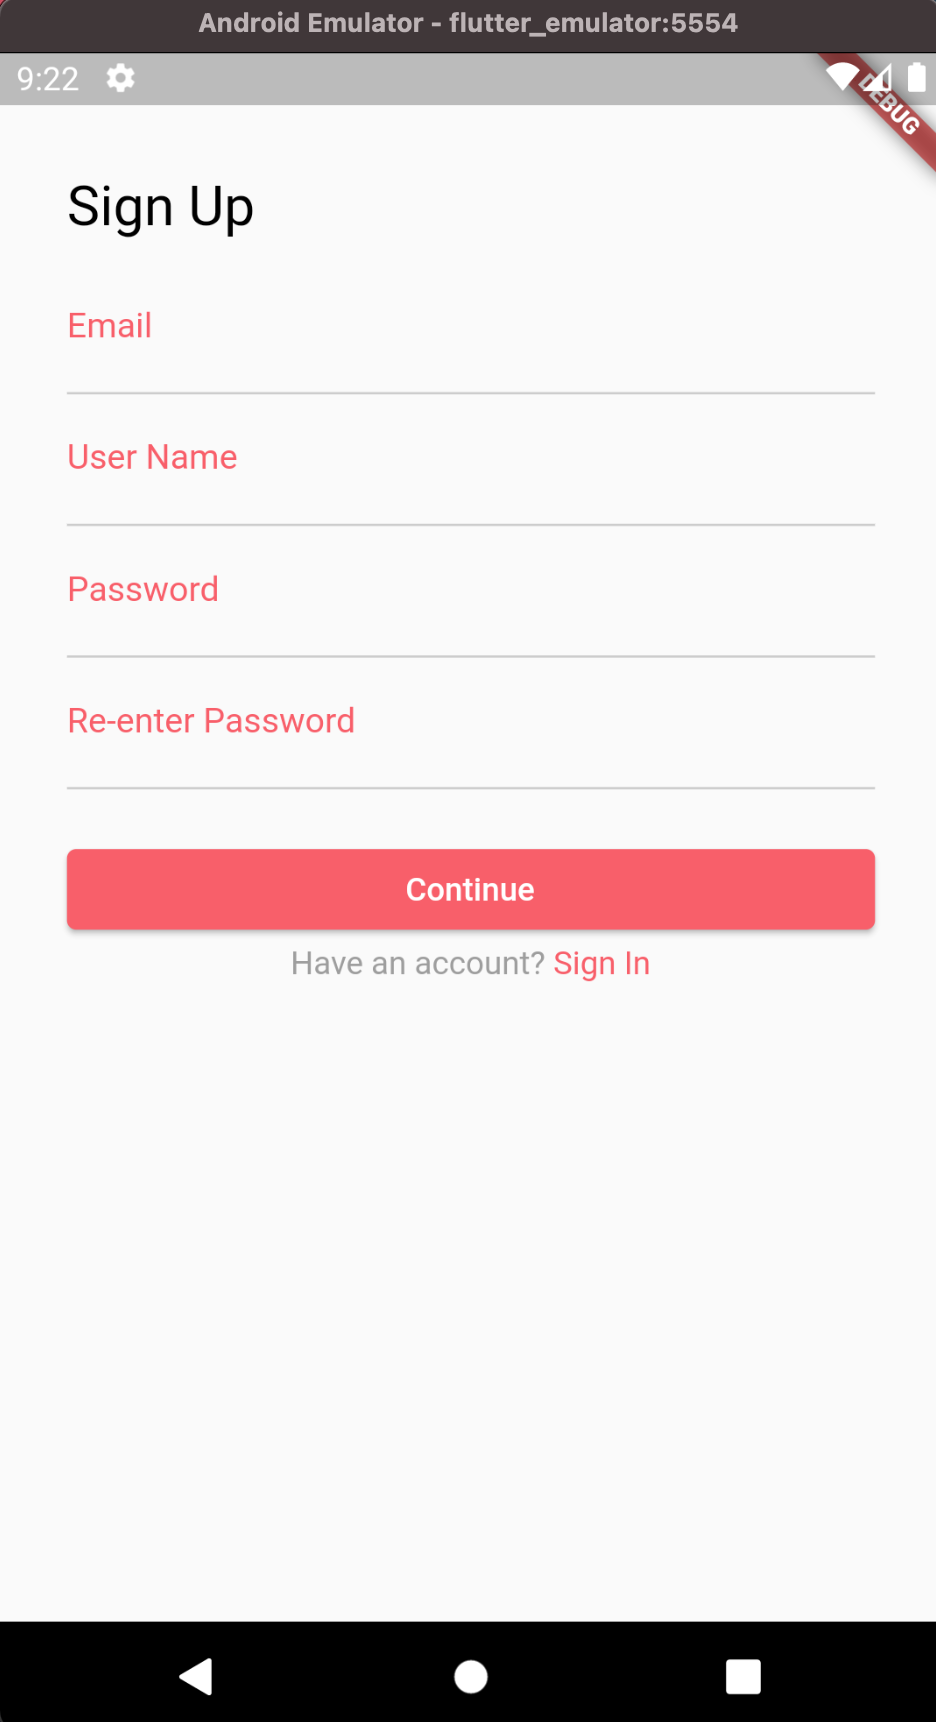 Android Emulator - flutter_emulator:5554
9:22
DEBUG
Sign Up
Email
User Name
Password
Re-enter Password
Continue
Have an account? Sign In